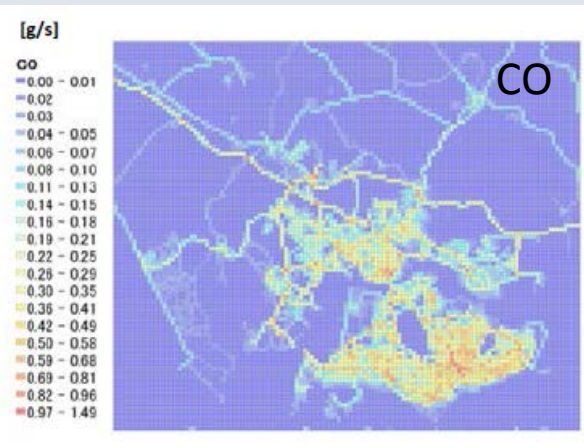 [g/s]
CO
CO
0.00 - 0.01
0.02
0.03
0.04 - 0.05
0.06 - 0.07
0.08 - 0.10
0.11 - 0.13
0.14 - 0.15
0.16 - 0.18
0.19 - 0.21
0.22 - 0.25
0.26 - 0.29
0.30 - 0.35
0.36 - 0.41
0.42 - 0.49
0.50 - 0.58
0.59 - 0.68
0.69 - 0.81
0.82 - 0.96
0.97 - 1.49